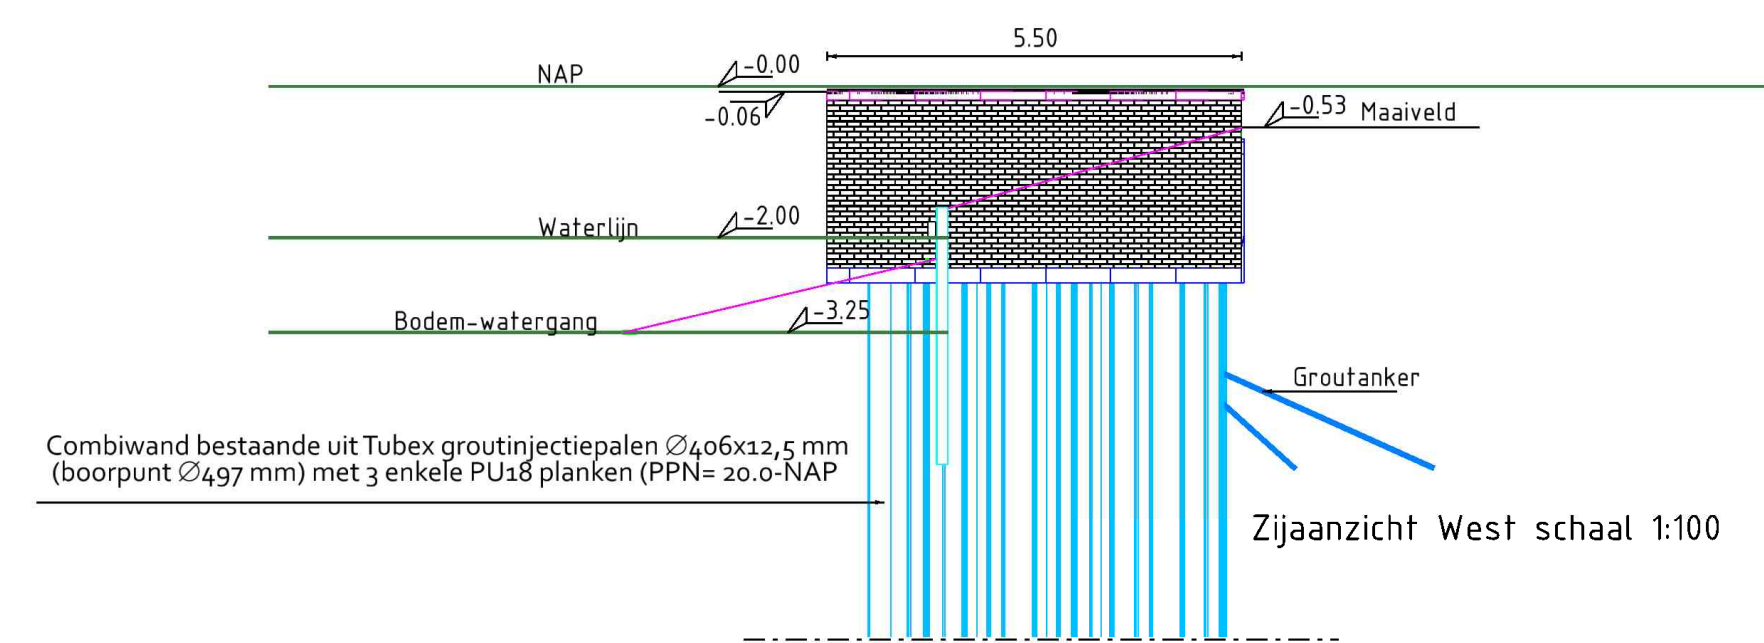 5.50
NAP
-0.00
-0.06
-0.53 Maaiveld
Waterlijn
-2.00
Bodem-watergang
-3.25
Groutanker
Combiwand bestaande uit Tubex groutinjectiepalen Ø406x12,5 mm
(boorpunt Ø497 mm) met 3 enkele PU18 planken (PPN= 20.0-NAP
Zijaanzicht West schaal 1:100